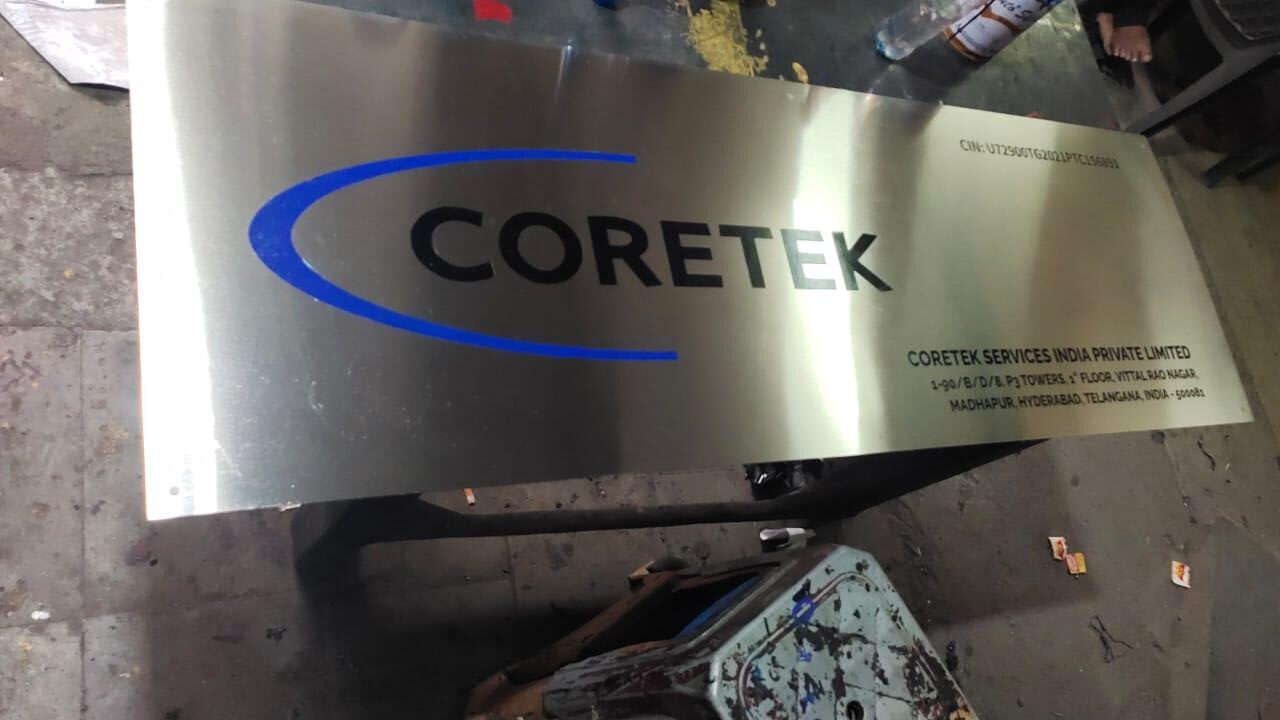 CIN: U72900TG2021PTC156891
CORETEK
CORETEK SERVICES INDIA PRIVATE LIMITED
1-90/B/D/8, P3 TOWERS, 1ˢᵗ FLOOR, VITTAL RAO NAGAR,
MADHAPUR, HYDERABAD, TELANGANA, INDIA - 500081